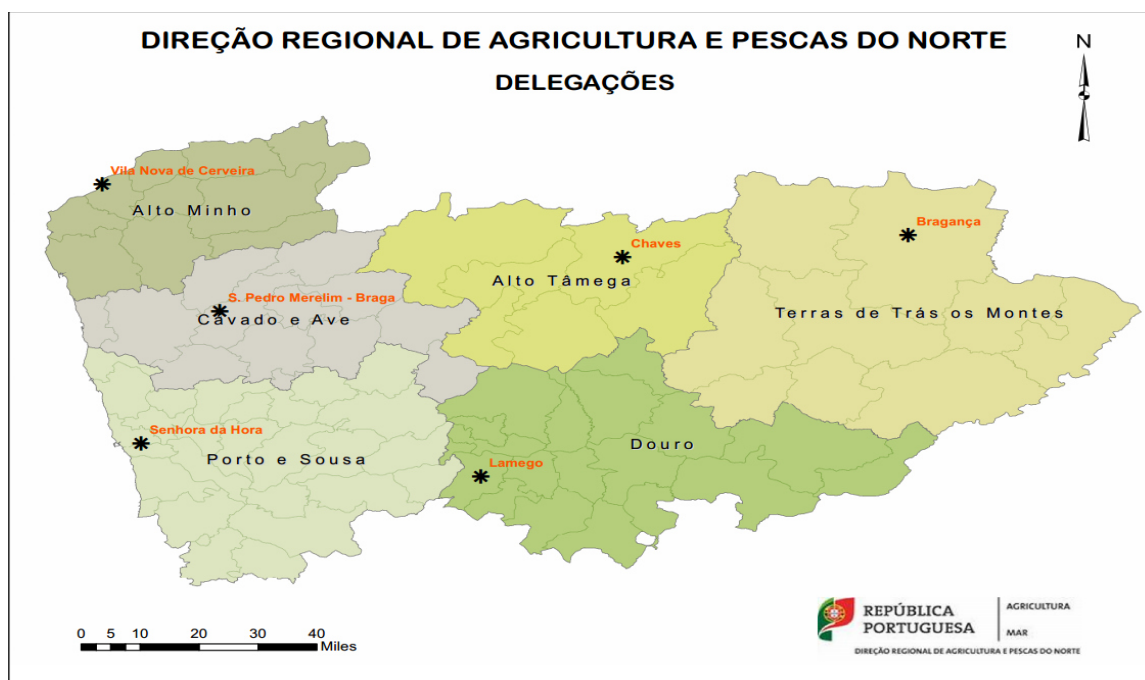 DIREÇÃO REGIONAL DE AGRICULTURA E PESCAS DO NORTE
DELEGAÇÕES
N
Vila Nova de Cerveira
Alto Minho
Bragança
Chaves
Alto Tâmega
S. Pedro Merelim - Braga
Cavado e Ave
Terras de Trás os Montes
Senhora da Hora
Porto e Sousa
Douro
Lamego
0 5 10 20 30 40
Miles
REPÚBLICA
PORTUGUESA
AGRICULTURA
MAR
DIREÇÃO REGIONAL DE AGRICULTURA E PESCAS DO NORTE